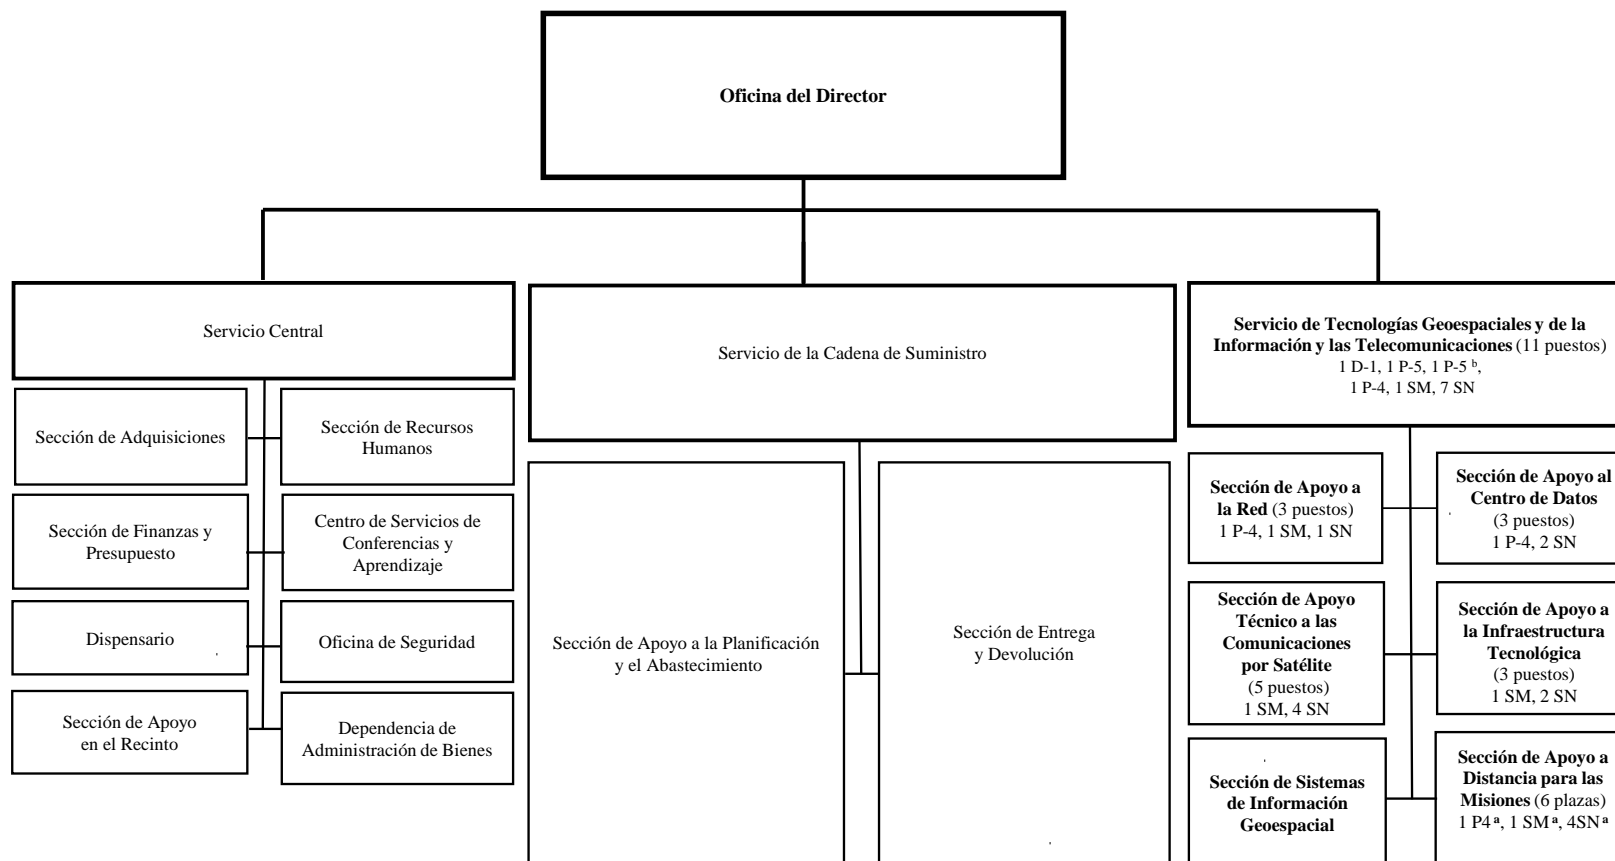 Oficina del Director
Servicio Central
Servicio de la Cadena de Suministro
Servicio de Tecnologías Geoespaciales y de la
Información y las Telecomunicaciones (11 puestos)
1 D-1, 1 P-5, 1 P-5 ᵇ,
1 P-4, 1 SM, 7 SN
Sección de Adquisiciones
Sección de Recursos
Humanos
Sección de Finanzas y
Presupuesto
Centro de Servicios de
Conferencias y
Aprendizaje
Dispensario
Oficina de Seguridad
Sección de Apoyo
en el Recinto
Dependencia de
Administración de Bienes
Sección de Apoyo a la Planificación
y el Abastecimiento
Sección de Entrega
y Devolución
Sección de Apoyo a
la Red (3 puestos)
1 P-4, 1 SM, 1 SN
Sección de Apoyo al
Centro de Datos
(3 puestos)
1 P-4, 2 SN
Sección de Apoyo
Técnico a las
Comunicaciones
por Satélite
(5 puestos)
1 SM, 4 SN
Sección de Apoyo a
la Infraestructura
Tecnológica
(3 puestos)
1 SM, 2 SN
Sección de Sistemas
de Información
Geoespacial
Sección de Apoyo a
Distancia para las
Misiones (6 plazas)
1 P4 ᵃ, 1 SM ᵃ, 4SN ᵃ